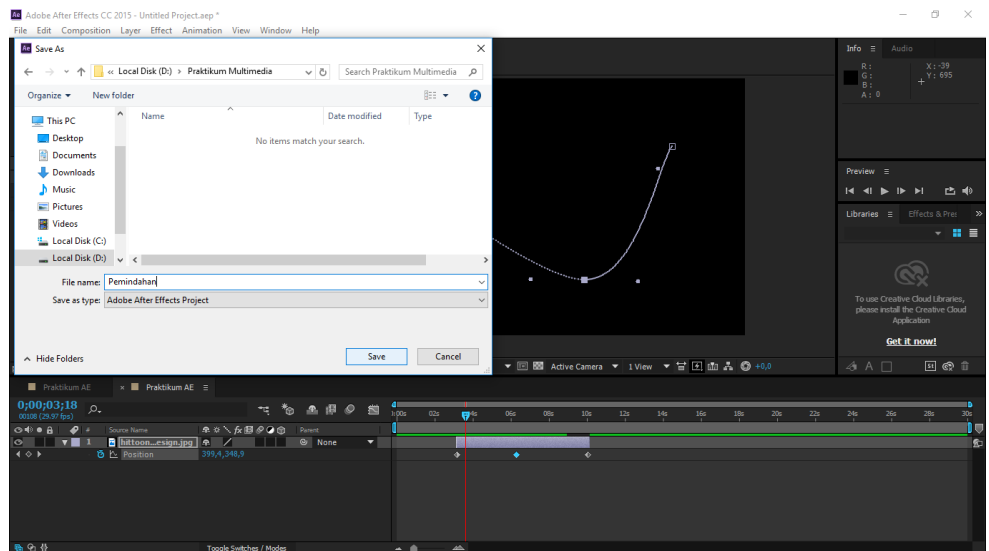 Adobe After Effects CC 2015 - Untitled Project.aep *
File Edit Composition Layer Effect Animation View Window Help
Save As
« Local Disk (D:) › Praktikum Multimedia
Search Praktikum Multimedia
Organize
New folder
This PC
Desktop
Documents
Downloads
Music
Pictures
Videos
Local Disk (C:)
Local Disk (D:)
Name Date modified Type
No items match your search.
File name: Pemindahan
Save as type: Adobe After Effects Project
Hide Folders
Save Cancel
Info Audio
R: X: -39
G: Y: 695
B:
A: 0
Preview
Libraries Effects & Pre
To use Creative Cloud Libraries,
please install the Creative Cloud
Application
Get it now!
Active Camera 1 View +0,0
Praktikum AE × Praktikum AE
0;00;03;18
00108 (29.97 fps)
# Source Name Parent
1 hittoon...esign.jpg None
Position 399,4,348,9
02s 06s 08s 10s 12s 14s 16s 18s 20s 22s 24s 26s 28s 30s
Toggle Switches / Modes